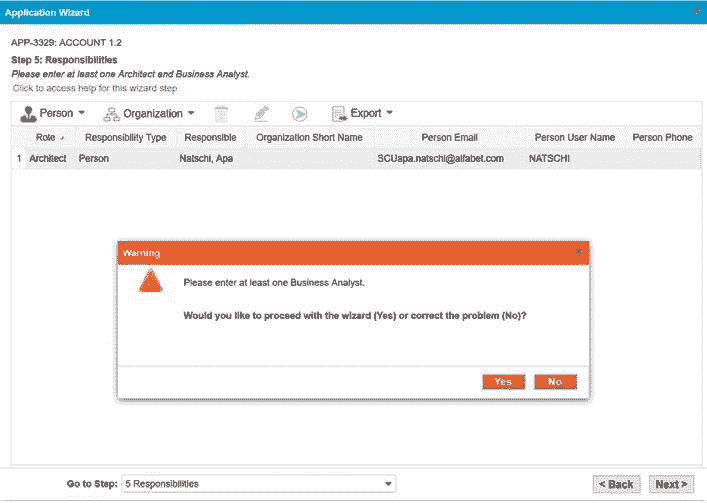 Application Wizard
APP-3329: ACCOUNT 1.2
Step 5: Responsibilities
Please enter at least one Architect and Business Analyst.
Click to access help for this wizard step
Person Organization Export
Role Responsibility Type Responsible Organization Short Name Person Email Person User Name Person Phone
1 Architect Person Natschi, Apa SCUapa.natschi@alfabet.com NATSCHI
Warning
Please enter at least one Business Analyst.
Would you like to proceed with the wizard (Yes) or correct the problem (No)?
Yes No
Go to Step: 5 Responsibilities < Back Next >